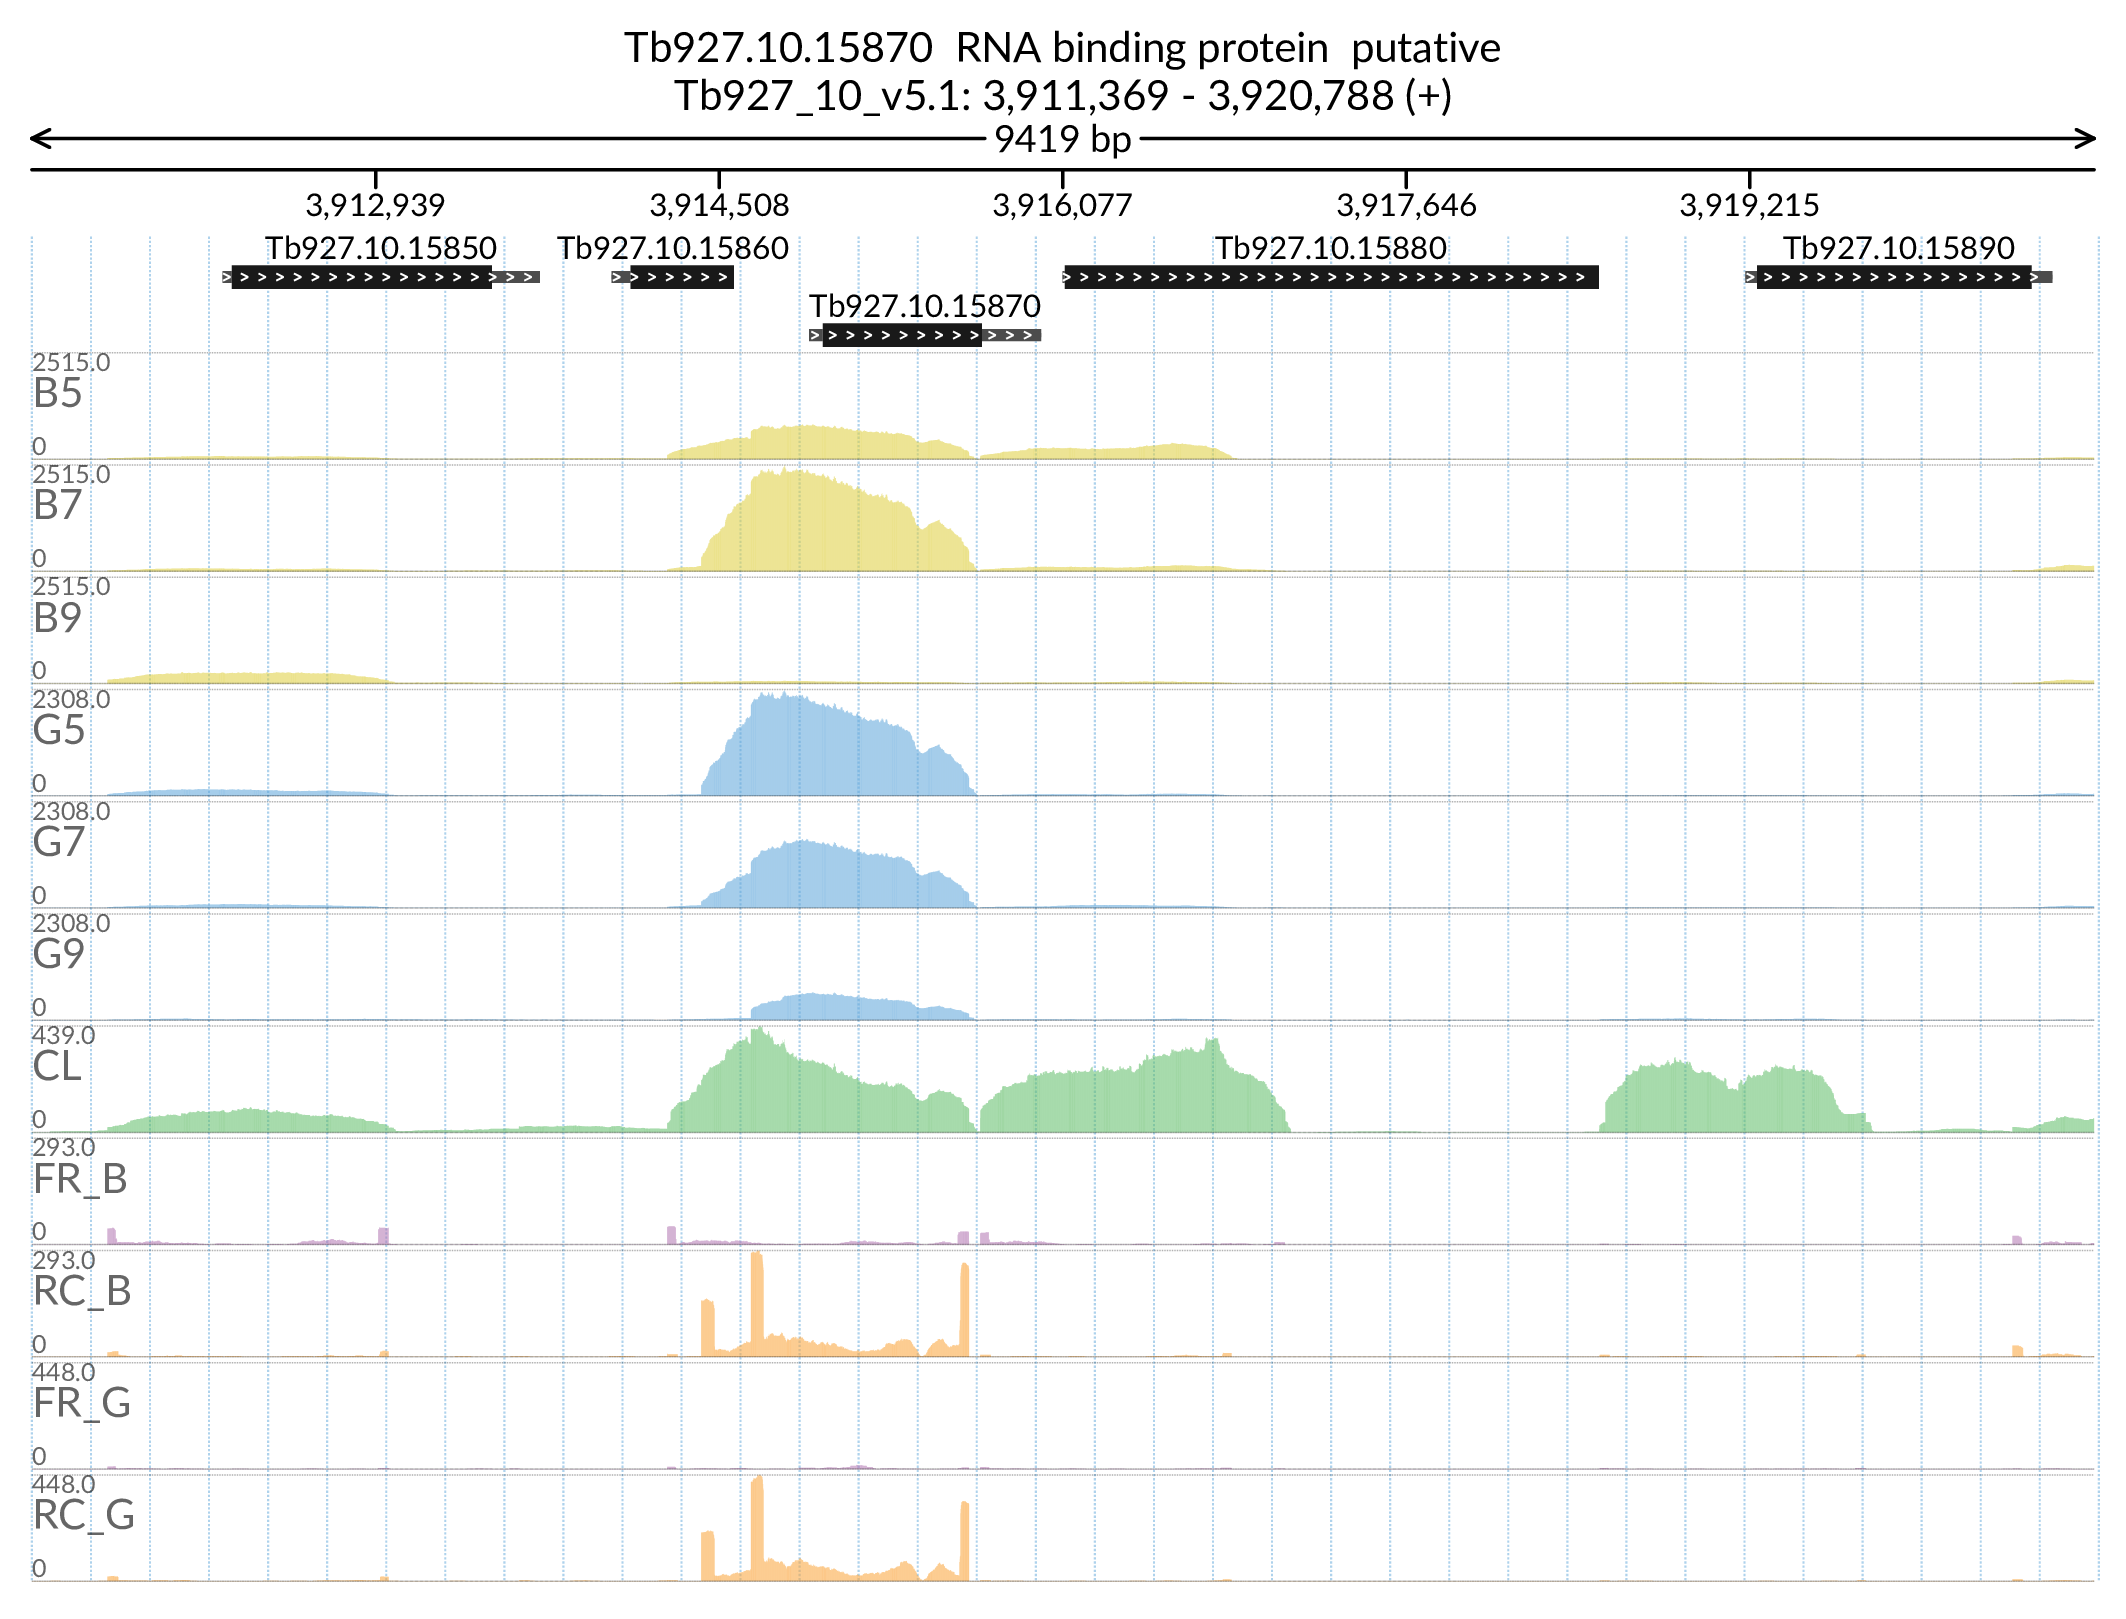 Tb927.10.15870 RNA binding protein putative
Tb927_10_v5.1: 3,911,369 - 3,920,788 (+)
9419 bp
3,912,939 3,914,508 3,916,077 3,917,646 3,919,215
Tb927.10.15850 Tb927.10.15860 Tb927.10.15880 Tb927.10.15890
Tb927.10.15870
2515.0
B5
0
2515.0
B7
0
2515.0
B9
0
2308.0
G5
0
2308.0
G7
0
2308.0
G9
0
439.0
CL
0
293.0
FR_B
0
293.0
RC_B
0
448.0
FR_G
0
448.0
RC_G
0